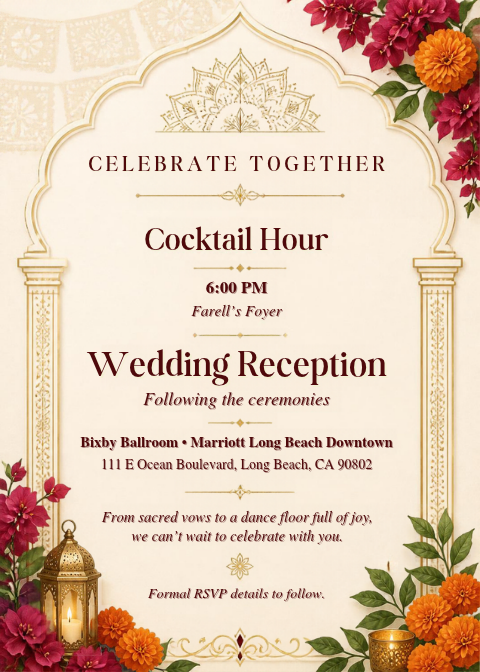 CELEBRATE TOGETHER
Cocktail Hour
6:00 PM
Farell's Foyer
Wedding Reception
Following the ceremonies
Bixby Ballroom • Marriott Long Beach Downtown
111 E Ocean Boulevard, Long Beach, CA 90802
From sacred vows to a dance floor full of joy,
we can't wait to celebrate with you.
Formal RSVP details to follow.